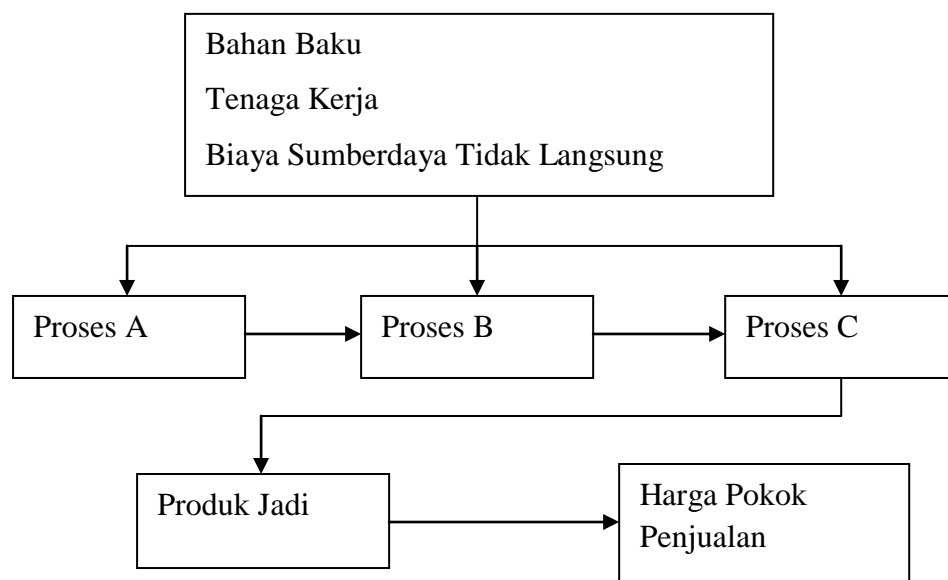 Bahan Baku
Tenaga Kerja
Biaya Sumberdaya Tidak Langsung
Proses A
Proses B
Proses C
Produk Jadi
Harga Pokok
Penjualan